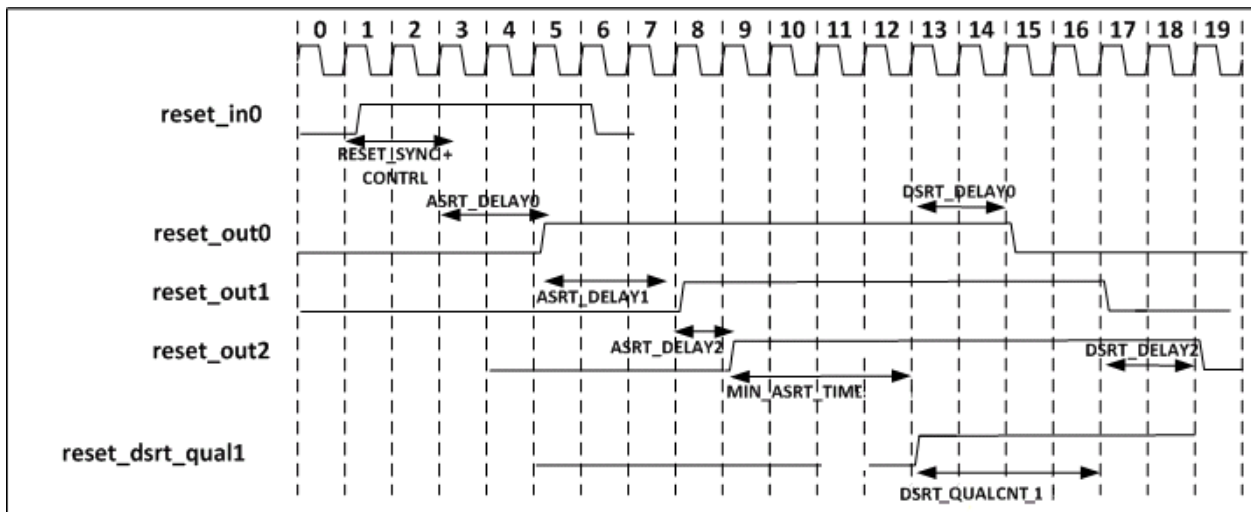 0 1 2 3 4 5 6 7 8 9 10 11 12 13 14 15 16 17 18 19
reset_in0
RESET_SYNC+
CONTRL
ASRT_DELAY0
DSRT_DELAY0
reset_out0
ASRT_DELAY1
reset_out1
ASRT_DELAY2
reset_out2
DSRT_DELAY2
MIN_ASRT_TIME
reset_dsrt_qual1
DSRT_QUALCNT_1